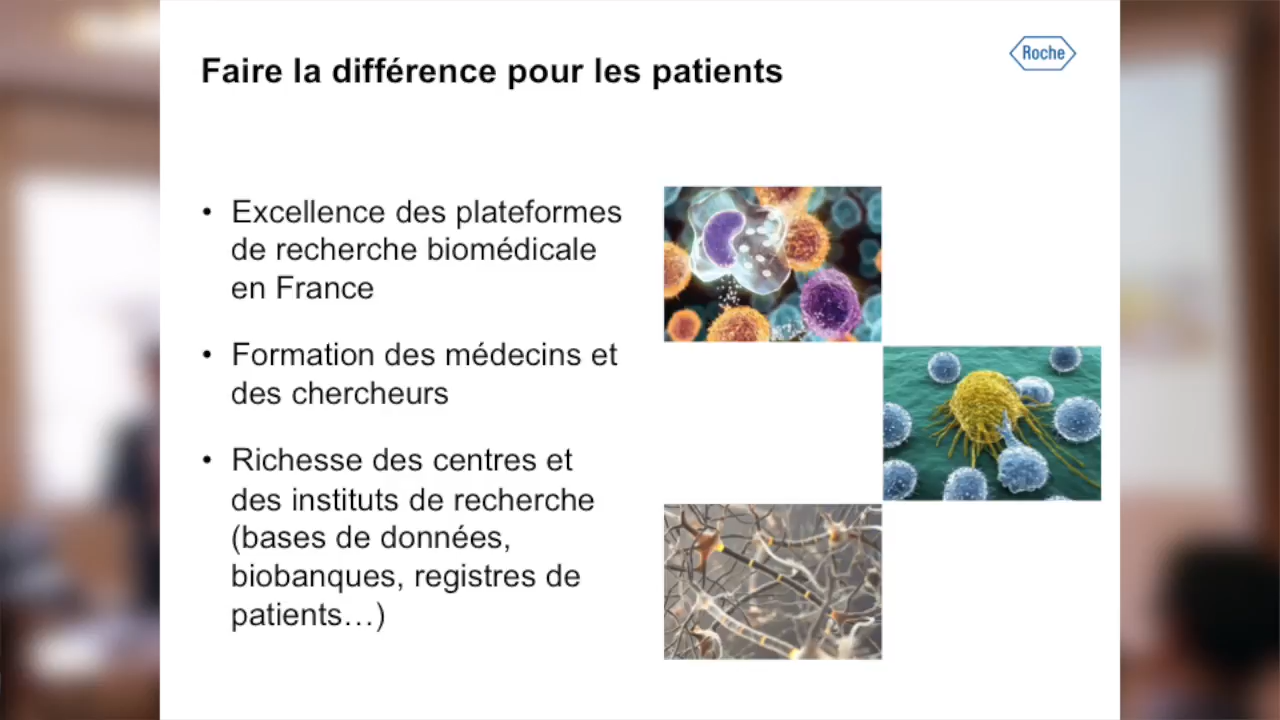 Faire la différence pour les patients
Roche
• Excellence des plateformes
de recherche biomédicale
en France
• Formation des médecins et
des chercheurs
• Richesse des centres et
des instituts de recherche
(bases de données,
biobanques, registres de
patients…)